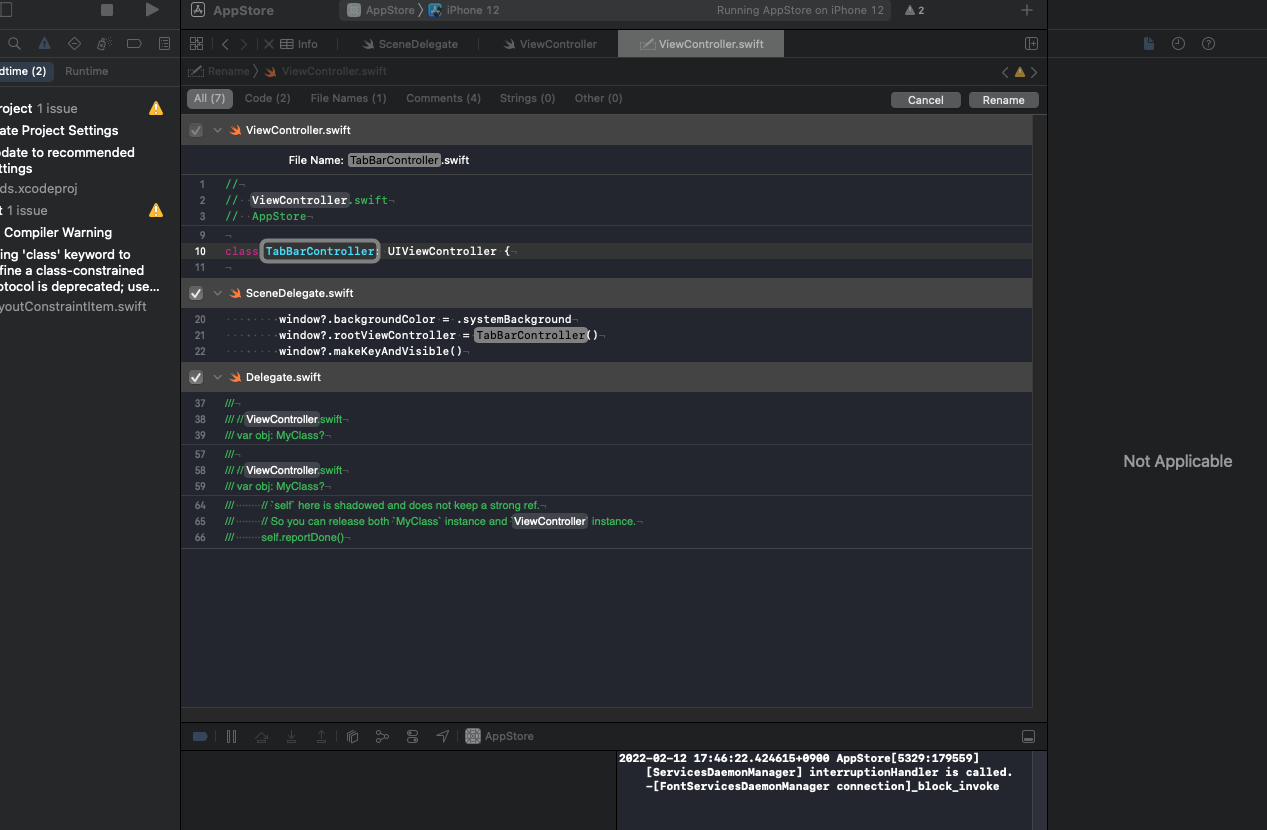 AppStore
AppStore iPhone 12
Running AppStore on iPhone 12
2
Info
SceneDelegate
ViewController
ViewController.swift
dtime (2)
Runtime
Rename
ViewController.swift
All (7)
Code (2)
File Names (1)
Comments (4)
Strings (0)
Other (0)
Cancel
Rename
roject 1 issue
ate Project Settings
date to recommended
ttings
ds.xcodeproj
t 1 issue
Compiler Warning
ing 'class' keyword to
fine a class-constrained
otocol is deprecated; use...
youtConstraintItem.swift
ViewController.swift
File Name: TabBarController.swift
1 //
2 // ViewController.swift
3 // AppStore
9
10 class TabBarController: UIViewController {
11
SceneDelegate.swift
20 window?.backgroundColor = .systemBackground
21 window?.rootViewController = TabBarController()
22 window?.makeKeyAndVisible()
Delegate.swift
37 ///
38 /// // ViewController.swift
39 /// var obj: MyClass?
57 ///
58 /// // ViewController.swift
59 /// var obj: MyClass?
64 /// // `self` here is shadowed and does not keep a strong ref.
65 /// // So you can release both `MyClass` instance and `ViewController` instance.
66 /// self.reportDone()
Not Applicable
AppStore
2022-02-12 17:46:22.424615+0900 AppStore[5329:179559]
[ServicesDaemonManager] interruptionHandler is called.
-[FontServicesDaemonManager connection]_block_invoke